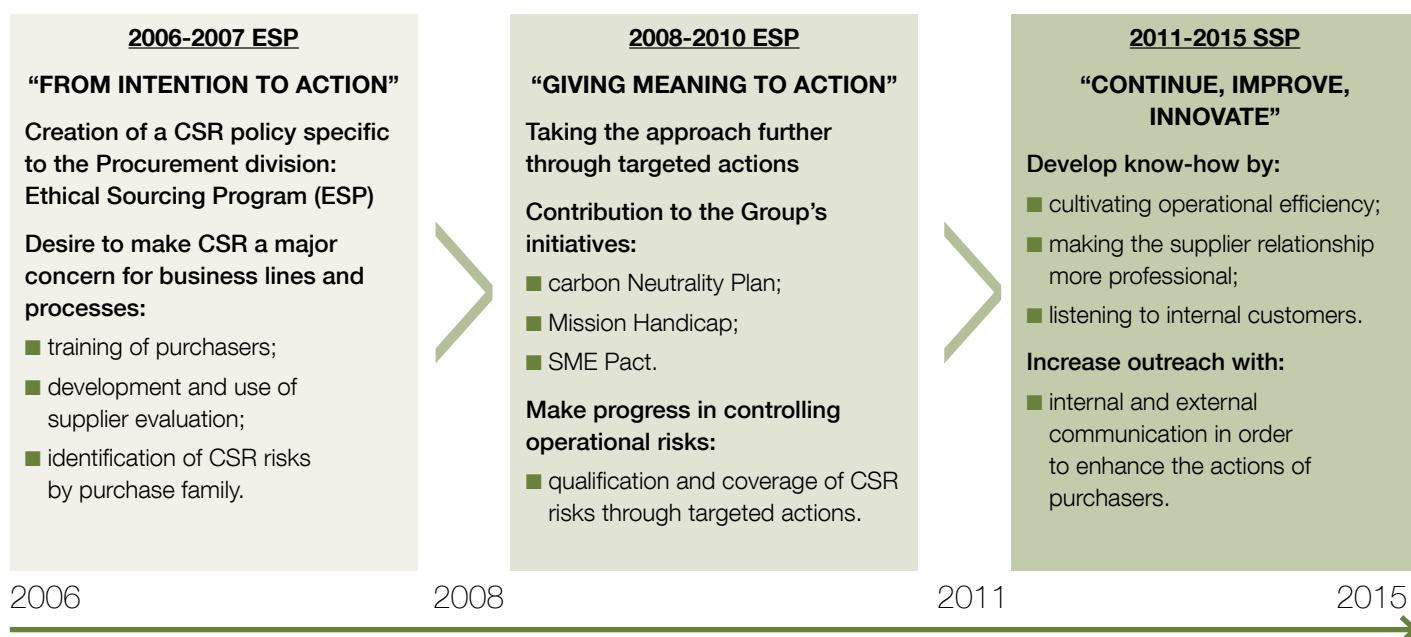 2006-2007 ESP
“FROM INTENTION TO ACTION”
Creation of a CSR policy specific
to the Procurement division:
Ethical Sourcing Program (ESP)
Desire to make CSR a major
concern for business lines and
processes:
■ training of purchasers;
■ development and use of
supplier evaluation;
■ identification of CSR risks
by purchase family.
2008-2010 ESP
“GIVING MEANING TO ACTION”
Taking the approach further
through targeted actions
Contribution to the Group’s
initiatives:
■ carbon Neutrality Plan;
■ Mission Handicap;
■ SME Pact.
Make progress in controlling
operational risks:
■ qualification and coverage of CSR
risks through targeted actions.
2011-2015 SSP
“CONTINUE, IMPROVE,
INNOVATE”
Develop know-how by:
■ cultivating operational efficiency;
■ making the supplier relationship
more professional;
■ listening to internal customers.
Increase outreach with:
■ internal and external
communication in order
to enhance the actions of
purchasers.
2006
2008
2011
2015